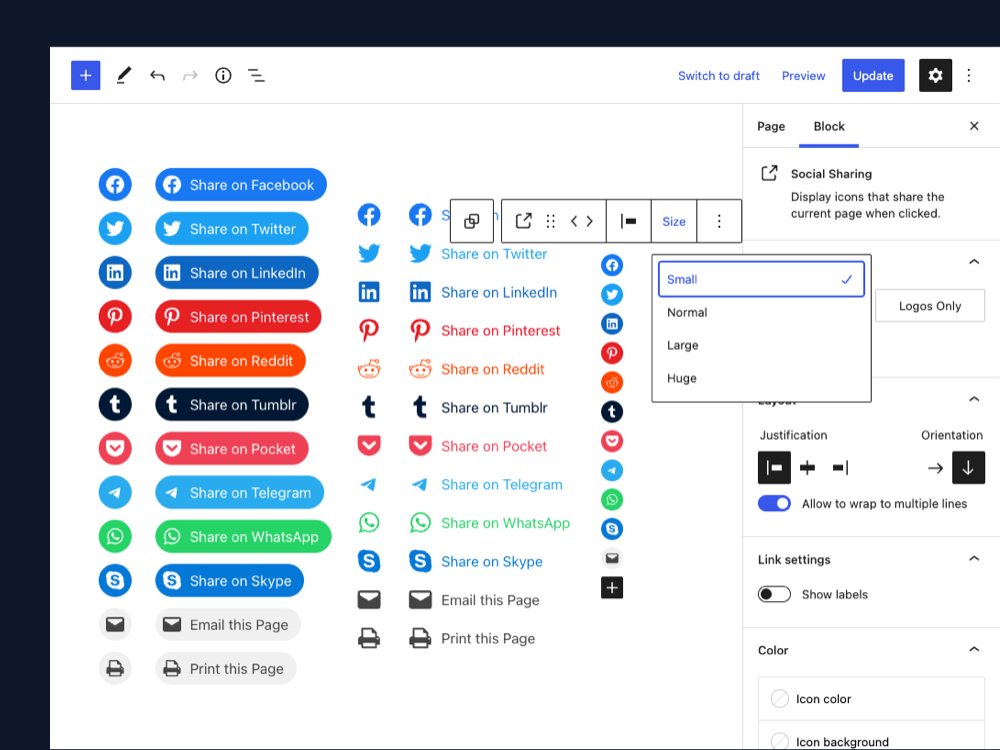 Switch to draft
Preview
Update
Page
Block
Social Sharing
Display icons that share the
current page when clicked.
Share on Facebook
Share on Twitter
Share on LinkedIn
Share on Pinterest
Share on Reddit
Share on Tumblr
Share on Pocket
Share on Telegram
Share on WhatsApp
Share on Skype
Email this Page
Print this Page
Share on Twitter
Share on LinkedIn
Share on Pinterest
Share on Reddit
Share on Tumblr
Share on Pocket
Share on Telegram
Share on WhatsApp
Share on Skype
Email this Page
Print this Page
Size
Small
Normal
Large
Huge
Logos Only
Layout
Justification
Orientation
Allow to wrap to multiple lines
Link settings
Show labels
Color
Icon color
Icon background